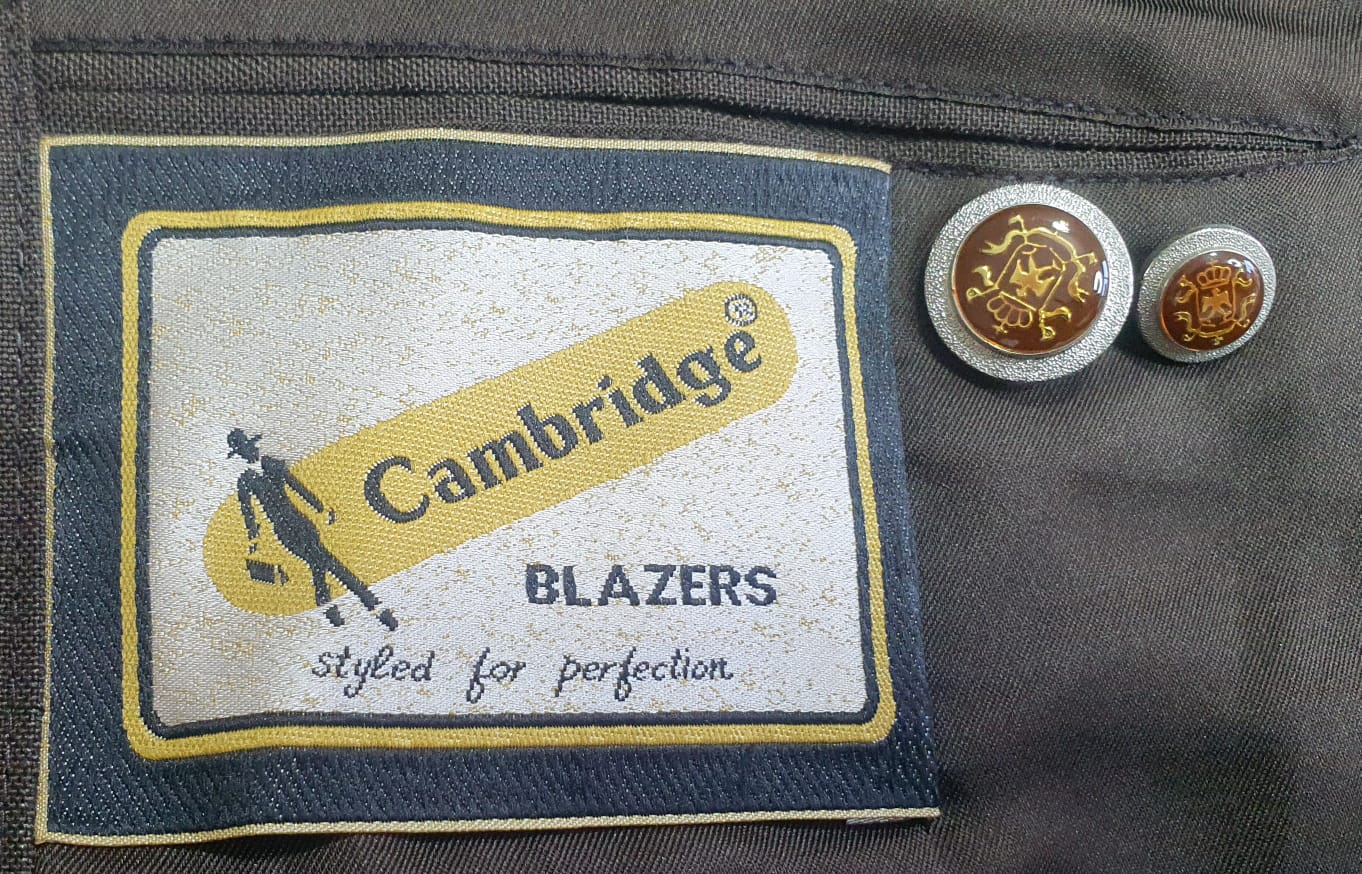 Cambridge®
BLAZERS
styled for perfection